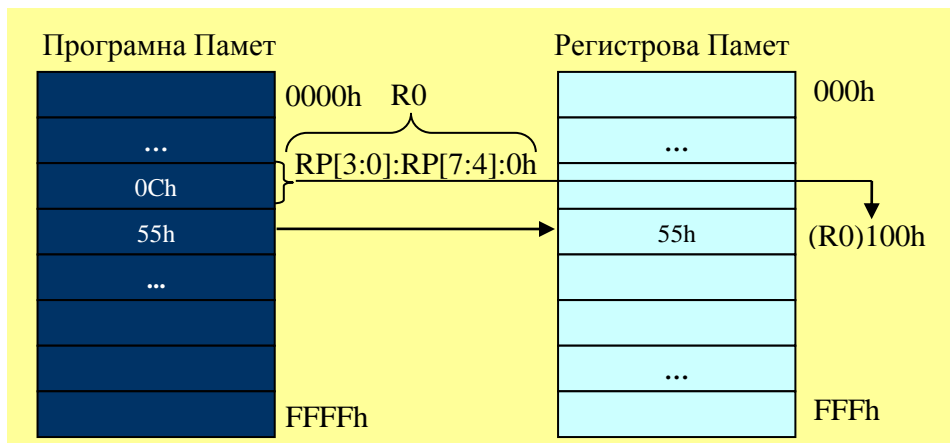 Програмна Памет
Регистрова Памет
0000h
R0
000h
...
...
RP[3:0]:RP[7:4]:0h
0Ch
55h
55h
(R0)100h
...
...
FFFFh
FFFh